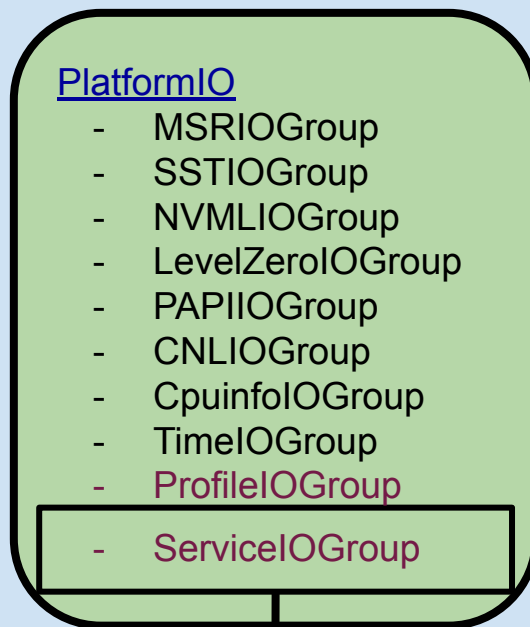 PlatformIO
- MSRIOGroup
- SSTIOGroup
- NVMLIOGroup
- LevelZeroIOGroup
- PAPIIOGroup
- CNLIOGroup
- CpuinfoIOGroup
- TimeIOGroup
- ProfileIOGroup
- ServiceIOGroup